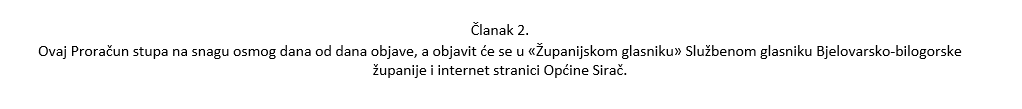 Članak 2.
Ovaj Proračun stupa na snagu osmog dana od dana objave, a objavit će se u «Županijskom glasniku» Službenom glasniku Bjelovarsko-bilogorske
županije i internet stranici Općine Sirač.